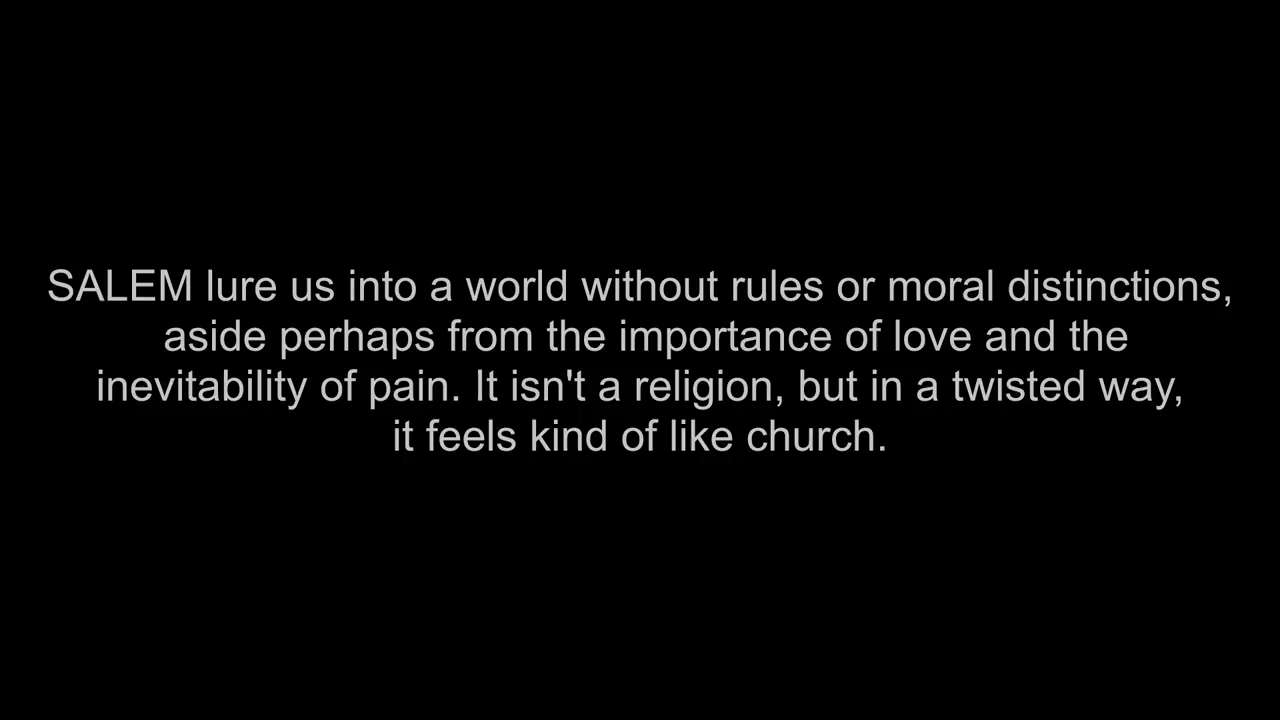 SALEM lure us into a world without rules or moral distinctions,
aside perhaps from the importance of love and the
inevitability of pain. It isn't a religion, but in a twisted way,
it feels kind of like church.